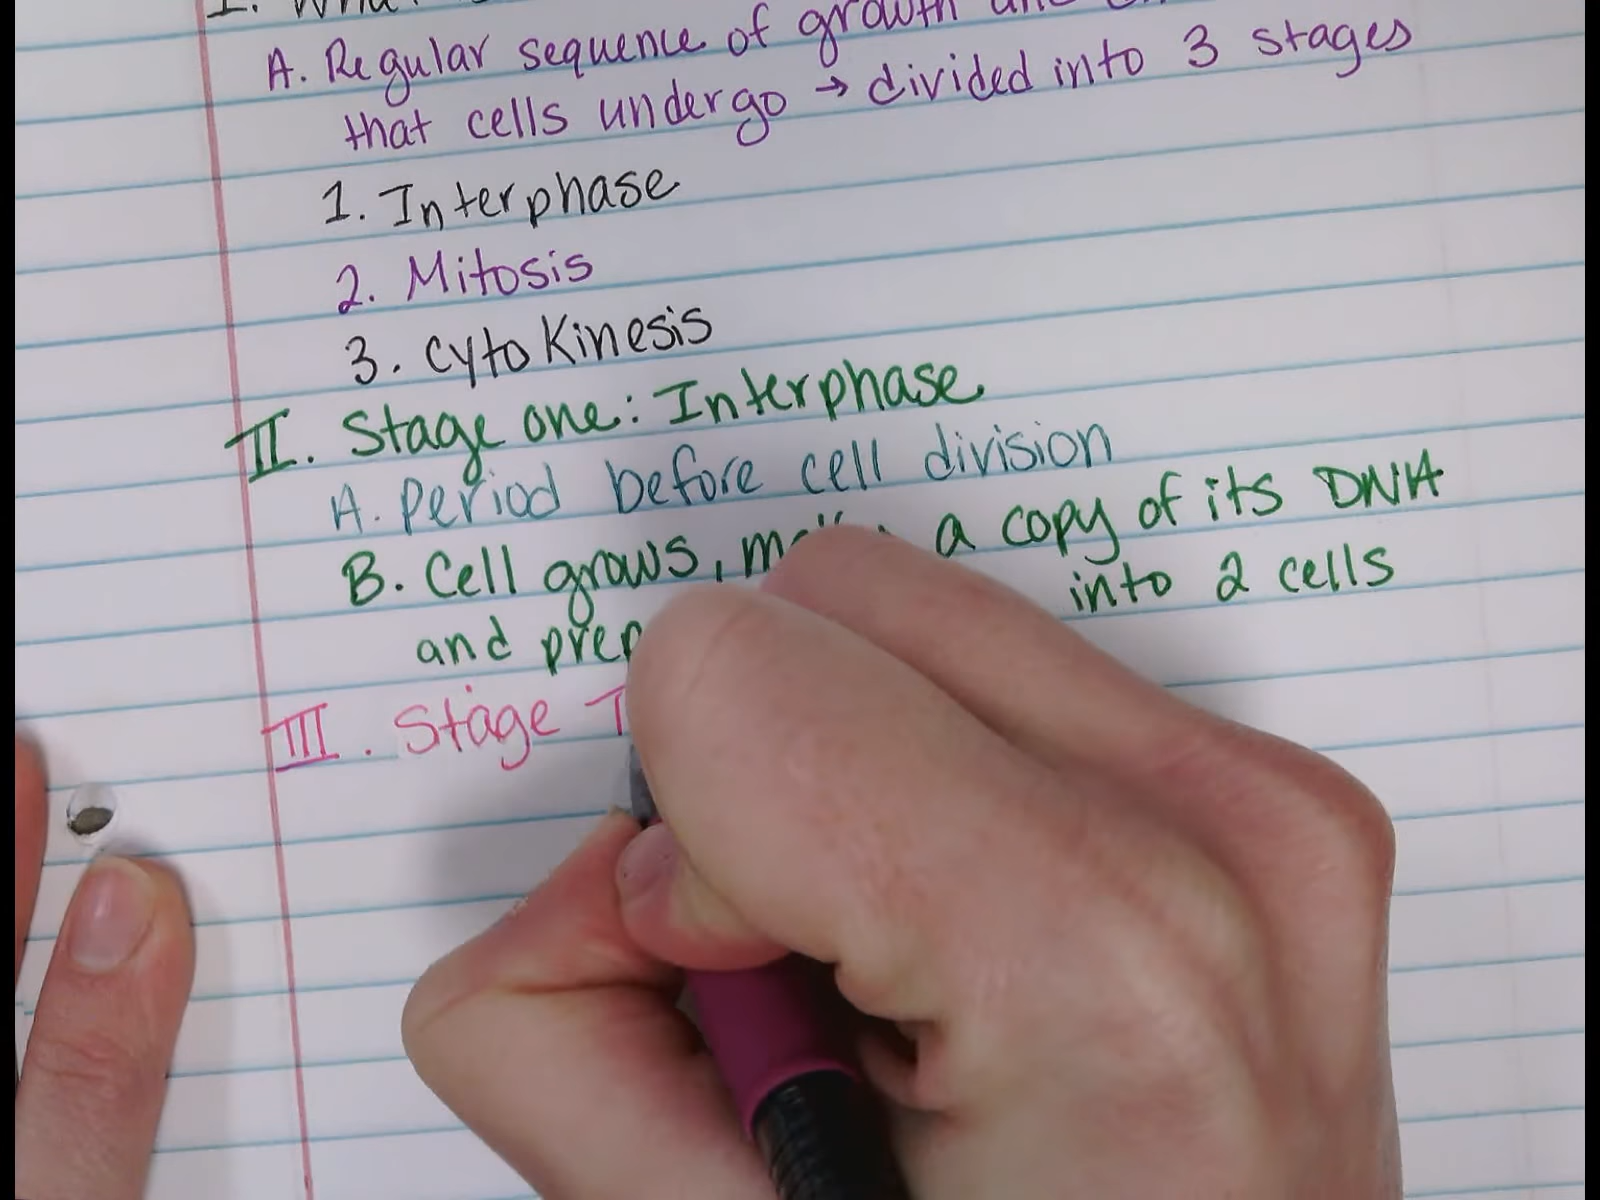 I.
A. Regular sequence of growth
that cells undergo → divided into 3 stages
1. Interphase
2. Mitosis
3. Cytokinesis
II. Stage one: Interphase
A. Period before cell division
B. Cell grows, a copy of its DNA
and into 2 cells
III. Stage